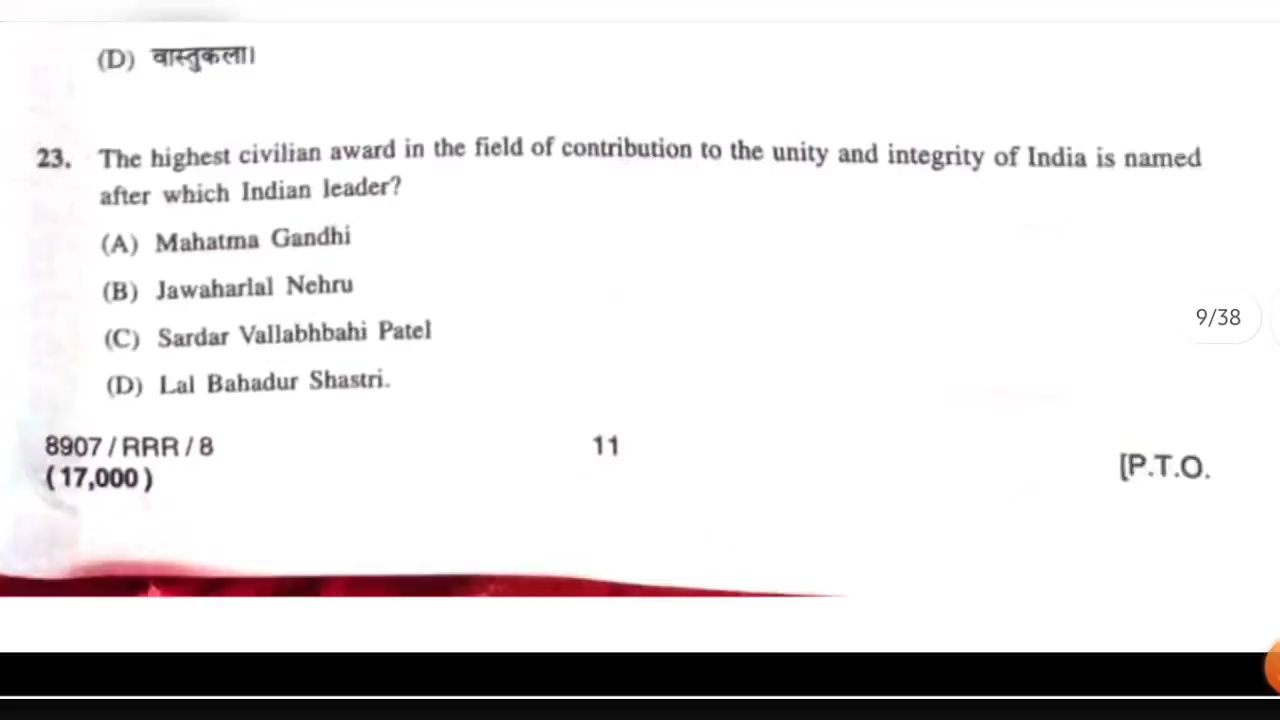 (D) वास्तुकला।
23. The highest civilian award in the field of contribution to the unity and integrity of India is named
after which Indian leader?
(A) Mahatma Gandhi
(B) Jawaharlal Nehru
(C) Sardar Vallabhbahi Patel
9/38
(D) Lal Bahadur Shastri.
8907 / RRR / 8 11
(17,000) [P.T.O.